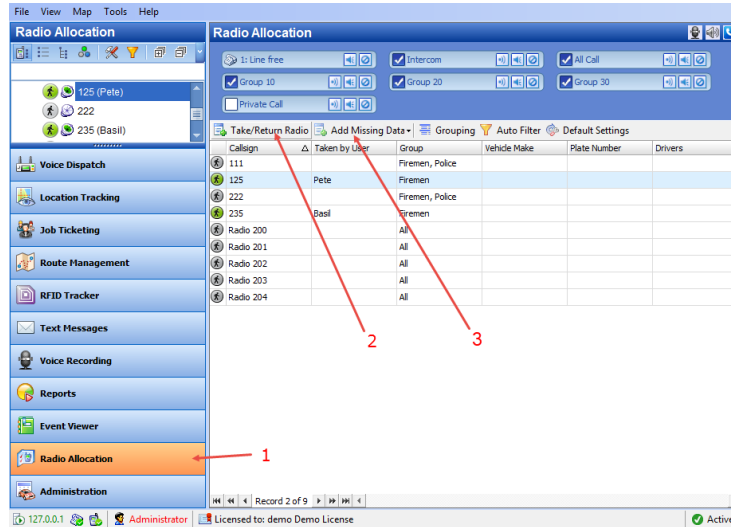 File View Map Tools Help
Radio Allocation
125 (Pete)
222
235 (Basil)
Voice Dispatch
Location Tracking
Job Ticketing
Route Management
RFID Tracker
Text Messages
Voice Recording
Reports
Event Viewer
Radio Allocation
Administration
Radio Allocation
1: Line free
Intercom
All Call
Group 10
Group 20
Group 30
Private Call
Take/Return Radio Add Missing Data Grouping Auto Filter Default Settings
Callsign Taken by User Group Vehicle Make Plate Number Drivers
111 Firemen, Police
125 Pete Firemen
222 Firemen, Police
235 Basil Firemen
Radio 200 All
Radio 201 All
Radio 202 All
Radio 203 All
Radio 204 All
2 3
1
Record 2 of 9
127.0.0.1 Administrator Licensed to: demo Demo License Active